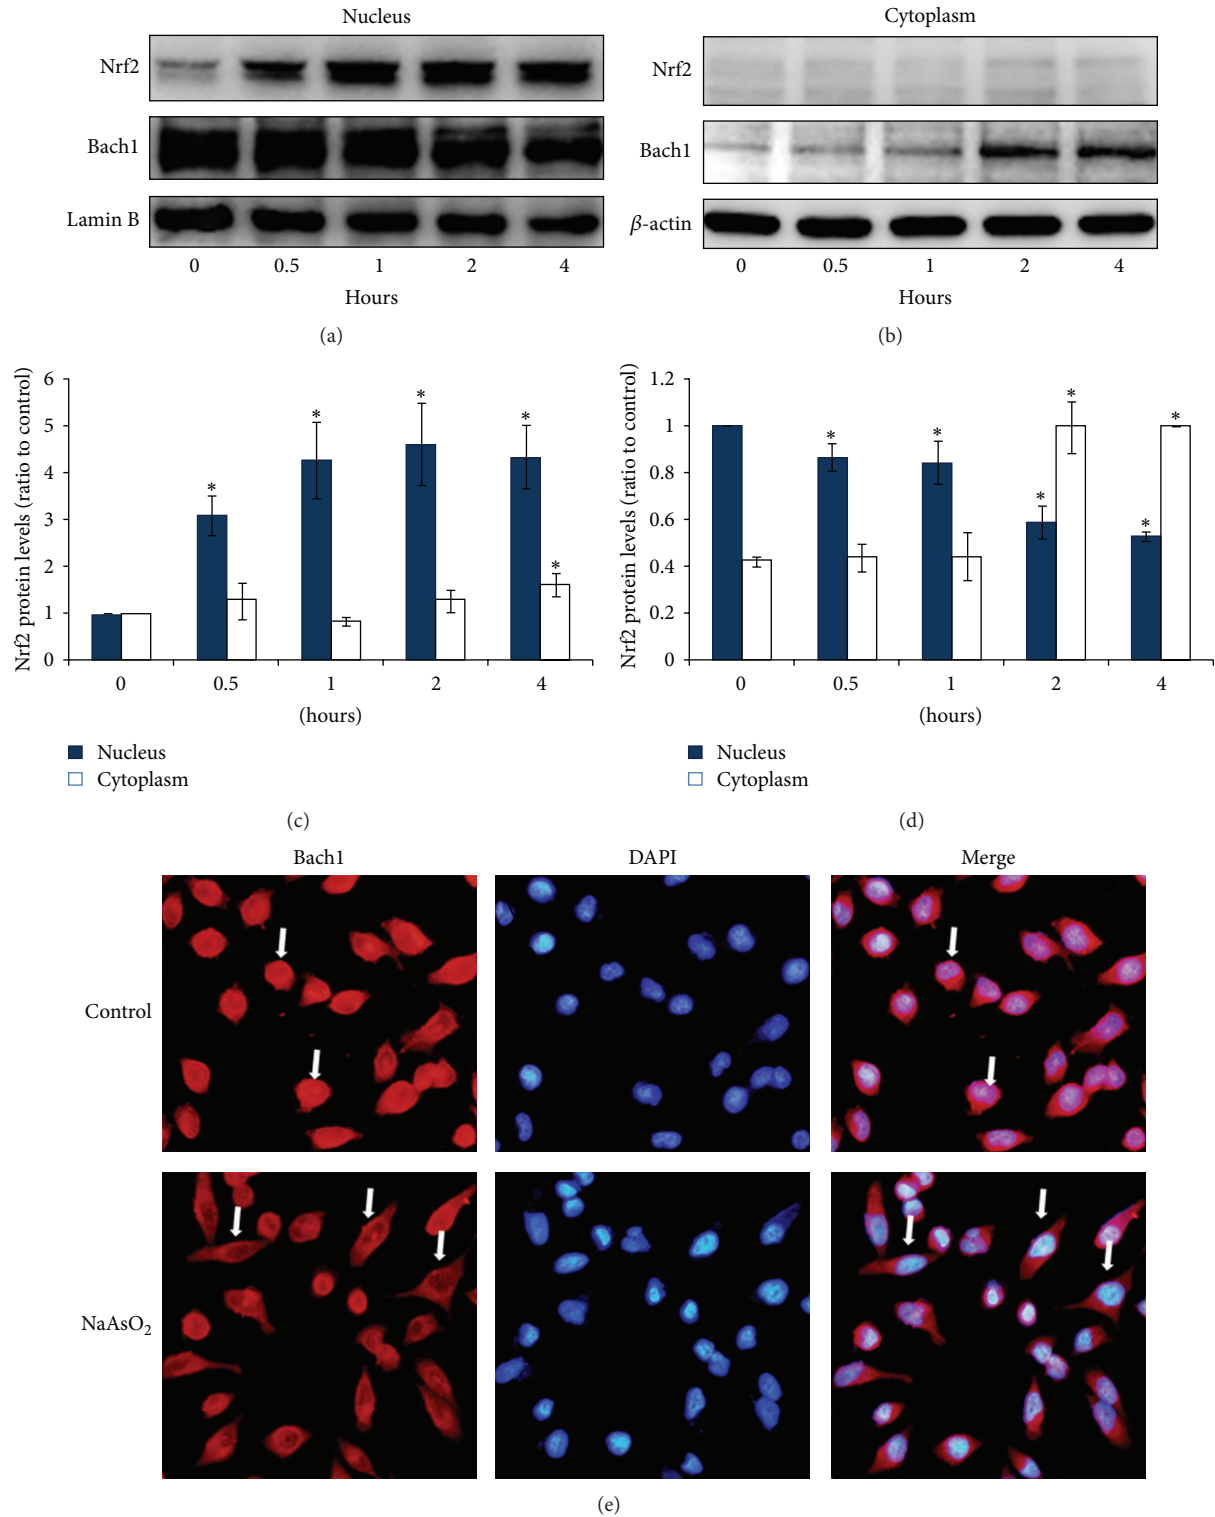 Nucleus
Nrf2
Bach1
Lamin B
0 0.5 1 2 4
Hours
(a)
Cytoplasm
Nrf2
Bach1
β-actin
0 0.5 1 2 4
Hours
(b)
Nrf2 protein levels (ratio to control)
6
5
4
3
2
1
0
* * * * *
0 0.5 1 2 4
(hours)
Nucleus
Cytoplasm
(c)
Nrf2 protein levels (ratio to control)
1.2
1
0.8
0.6
0.4
0.2
0
* * * * * *
0 0.5 1 2 4
(hours)
Nucleus
Cytoplasm
(d)
Bach1 DAPI Merge
Control
NaAsO₂
(e)